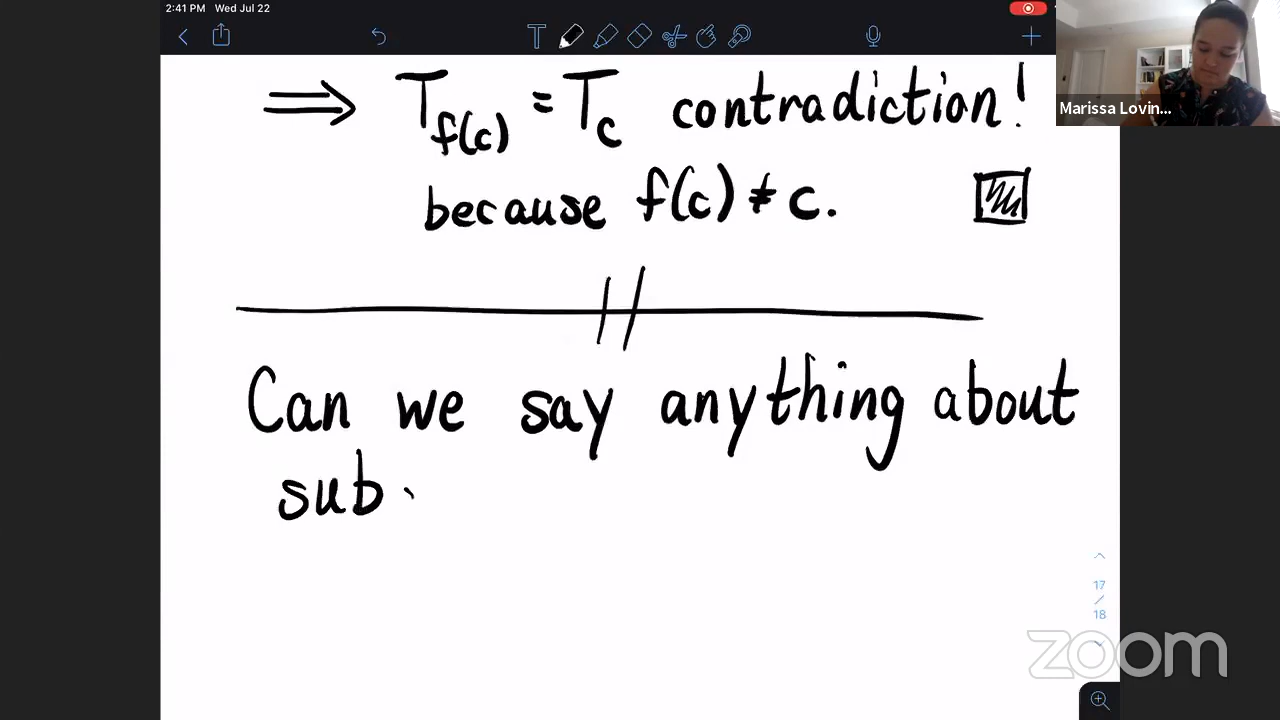 2:41 PM Wed Jul 22
⟹ T_f(c) = T_c contradiction!
Marissa Lovin...
because f(c) ≠ c.
Can we say anything about
sub
17
/
18
zoom